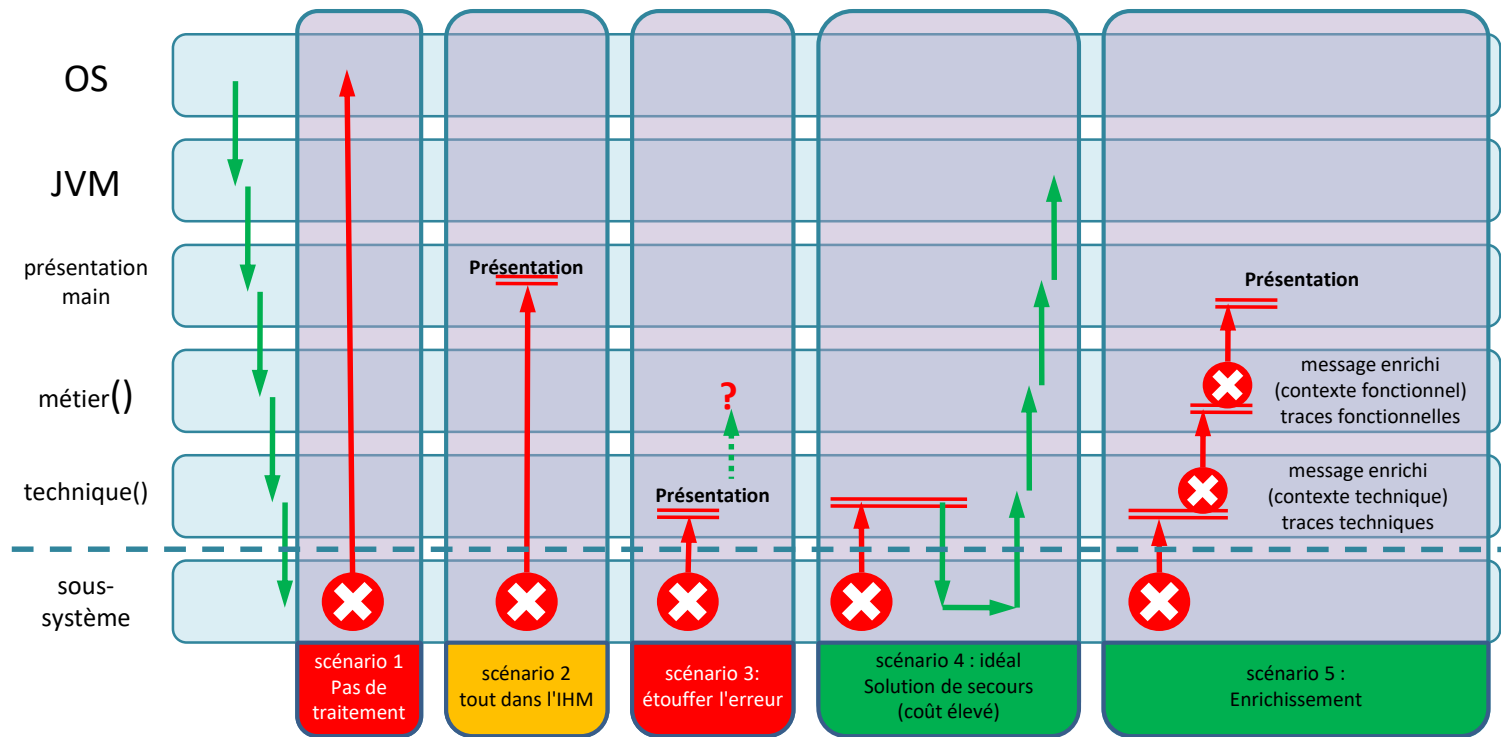 OS
JVM
présentation
main
métier()
technique()
sous-
système
Présentation
?
Présentation
Présentation
message enrichi
(contexte fonctionnel)
traces fonctionnelles
message enrichi
(contexte technique)
traces techniques
scénario 1
Pas de
traitement
scénario 2
tout dans l'IHM
scénario 3:
étouffer l'erreur
scénario 4 : idéal
Solution de secours
(coût élevé)
scénario 5 :
Enrichissement